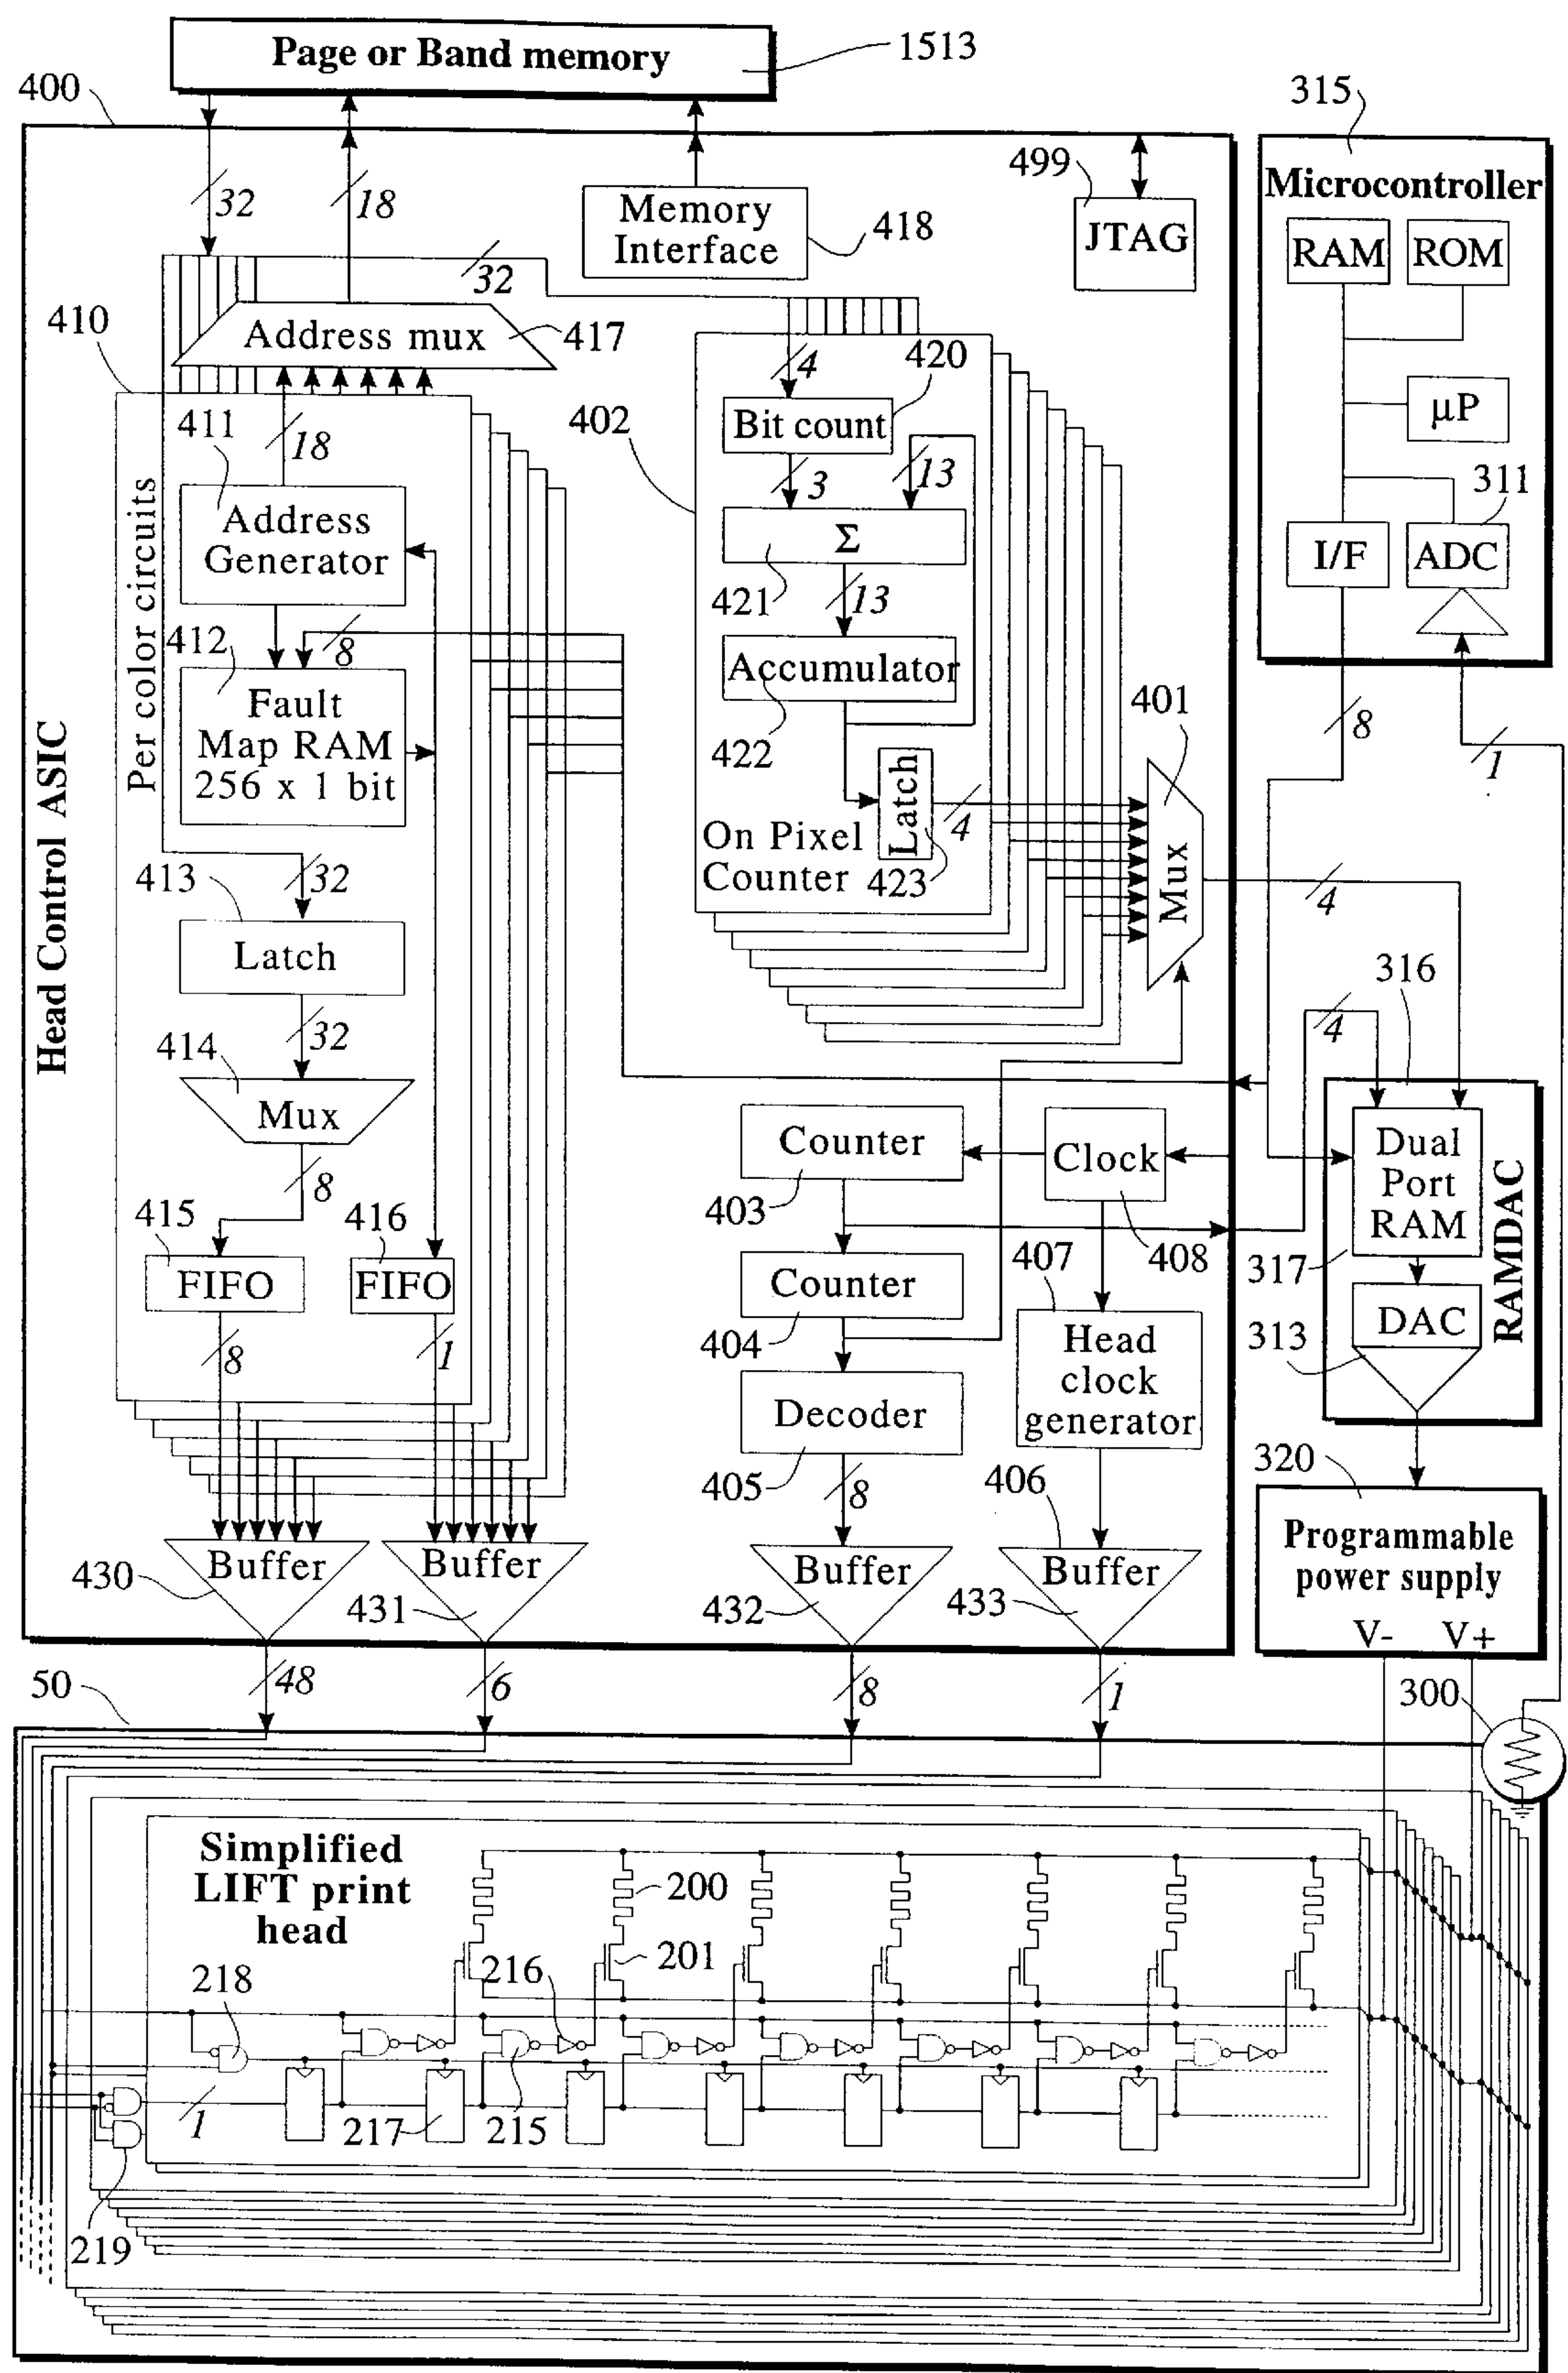 Page or Band memory
1513
400
315
499
32
18
Memory
Interface
418
JTAG
Microcontroller
RAM
ROM
32
410
Address mux
417
420
4
μP
411
18
402
Bit count
3
13
311
Address
Generator
Σ
I/F
ADC
421
13
412
8
Fault
Map RAM
256 x 1 bit
Accumulator
422
401
8
1
Per color circuits
Head Control ASIC
Latch
4
On Pixel
Counter
423
Mux
4
413
32
Latch
316
32
4
414
Mux
8
Counter
403
Clock
408
Dual
Port
RAM
317
RAMDAC
415
416
FIFO
FIFO
Counter
404
407
DAC
313
8
1
Head
clock
generator
Decoder
405
8
406
320
Programmable
power supply
V-
V+
Buffer
430
Buffer
431
Buffer
432
Buffer
433
50
48
6
8
1
300
Simplified
LIFT print
head
200
201
216
218
1
217
215
219